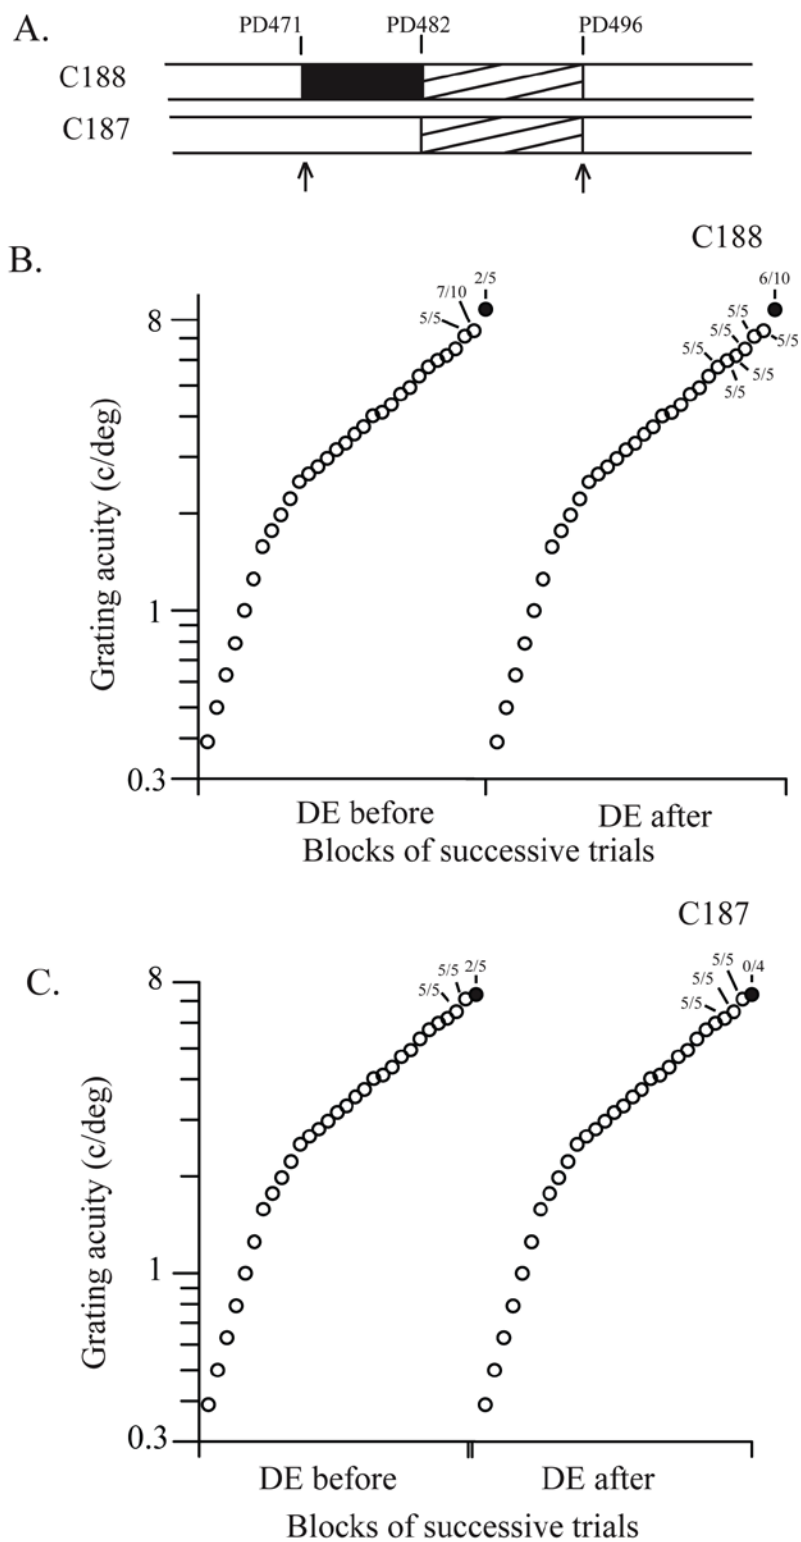 A.
PD471 PD482 PD496
C188
C187
C188
B.
2/5 6/10
7/10
5/5 5/5
8
5/5 5/5
5/5
5/5
5/5
Grating acuity (c/deg)
1
0.3
DE before DE after
Blocks of successive trials
C187
C.
5/5 2/5 5/5 0/4
8
5/5 5/5
5/5
Grating acuity (c/deg)
1
0.3
DE before DE after
Blocks of successive trials